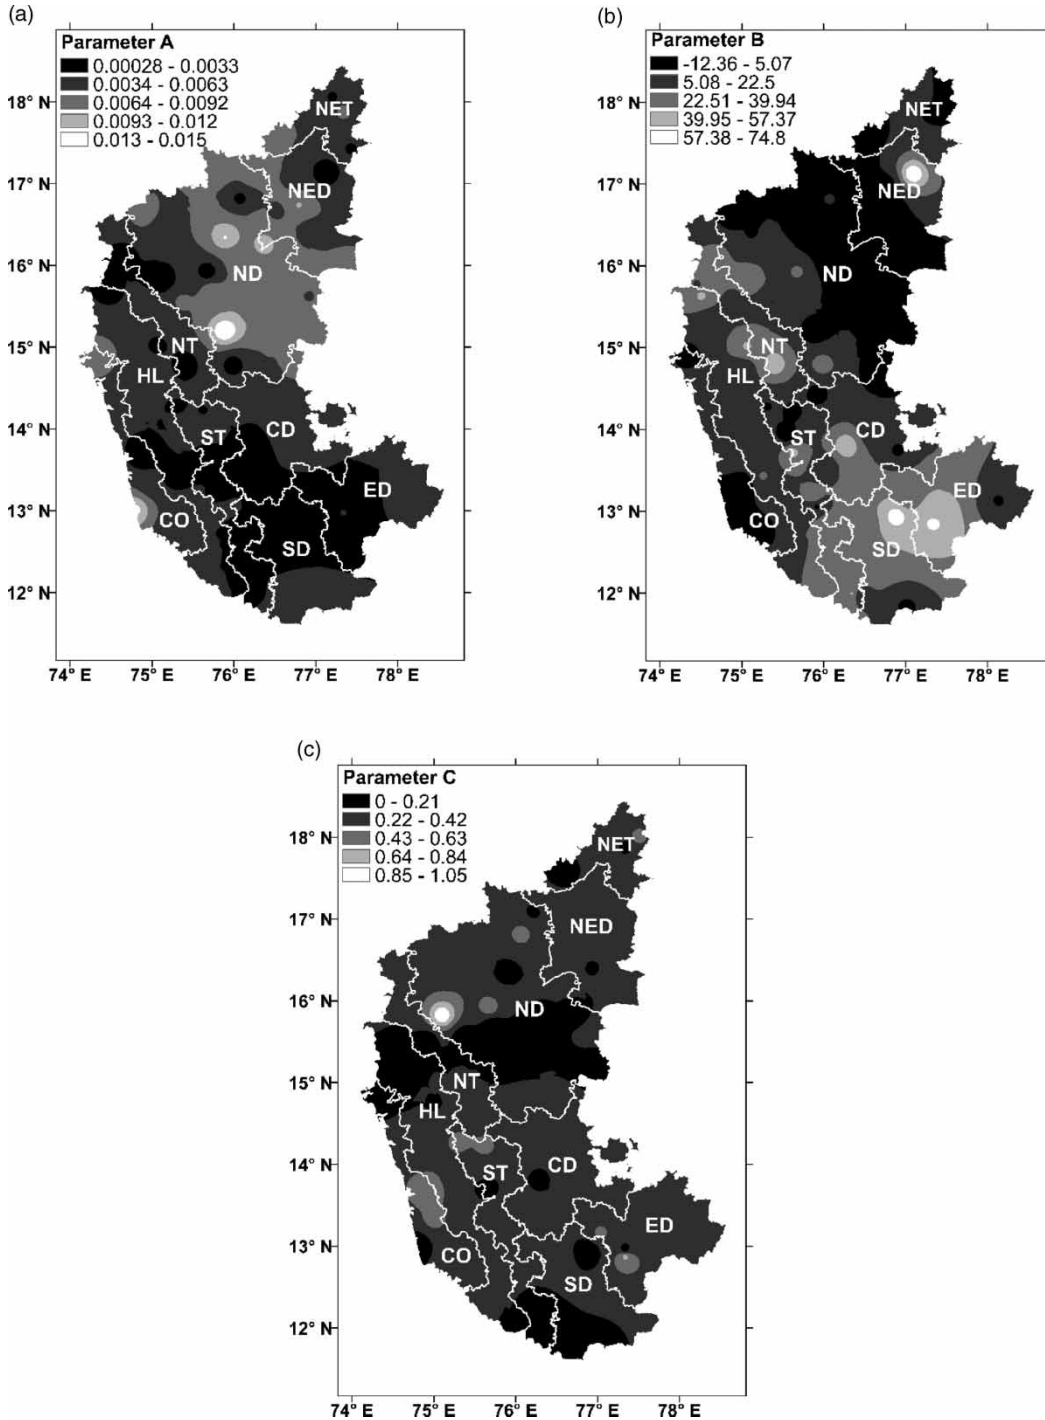 (a)
Parameter A
0.00028 - 0.0033
0.0034 - 0.0063
0.0064 - 0.0092
0.0093 - 0.012
0.013 - 0.015
18° N
17° N
16° N
15° N
14° N
13° N
12° N
NET
NED
ND
NT
HL
ST
CD
ED
CO
SD
74° E 75° E 76° E 77° E 78° E
(b)
Parameter B
-12.36 - 5.07
5.08 - 22.5
22.51 - 39.94
39.95 - 57.37
57.38 - 74.8
18° N
17° N
16° N
15° N
14° N
13° N
12° N
NET
NED
ND
NT
HL
ST
CD
ED
CO
SD
74° E 75° E 76° E 77° E 78° E
(c)
Parameter C
0 - 0.21
0.22 - 0.42
0.43 - 0.63
0.64 - 0.84
0.85 - 1.05
18° N
17° N
16° N
15° N
14° N
13° N
12° N
NET
NED
ND
NT
HL
ST
CD
ED
CO
SD
74° E 75° E 76° E 77° E 78° E